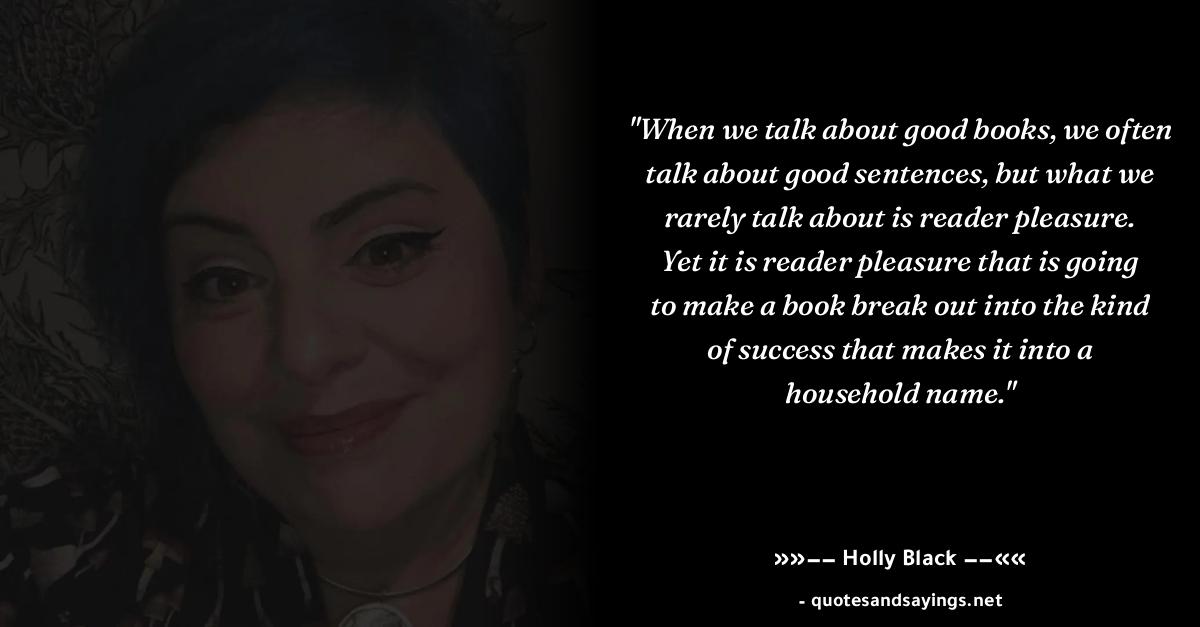 "When we talk about good books, we often
talk about good sentences, but what we
rarely talk about is reader pleasure.
Yet it is reader pleasure that is going
to make a book break out into the kind
of success that makes it into a
household name."
»»–– Holly Black ––««
- quotesandsayings.net